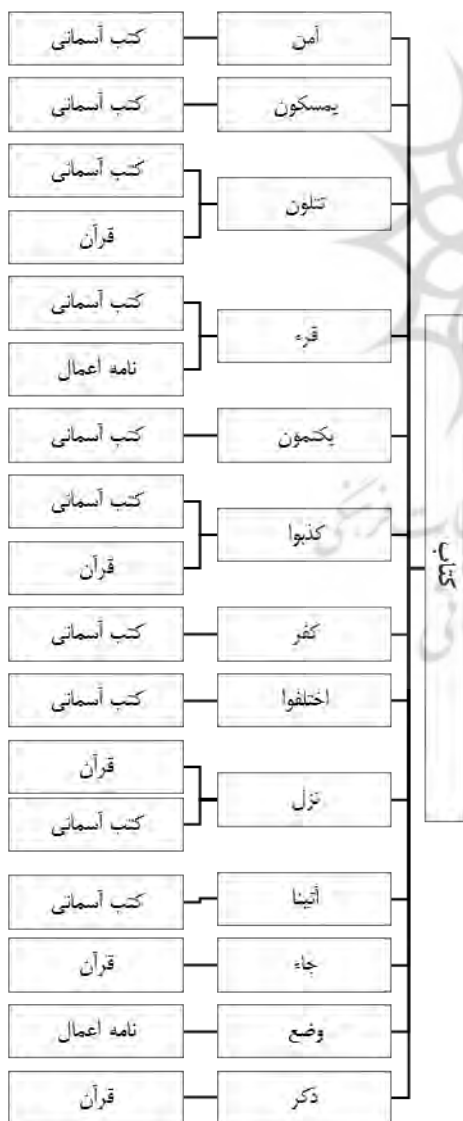 کتاب
آمن
کتب آسمانی
یمسکون
کتب آسمانی
تتلون
کتب آسمانی
قرآن
قرء
کتب آسمانی
نامه اعمال
یکتمون
کتب آسمانی
کذبوا
کتب آسمانی
قرآن
کفر
کتب آسمانی
اختلفوا
کتب آسمانی
نزل
قرآن
کتب آسمانی
آتینا
کتب آسمانی
جاء
قرآن
وضع
نامه اعمال
ذکر
قرآن